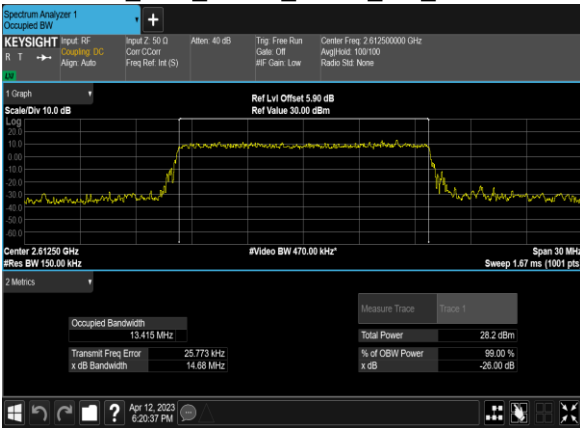 Spectrum Analyzer 1
Occupied BW
+
KEYSIGHT Input: RF Input Z: 50 Ω Atten: 40 dB Trig: Free Run Center Freq: 2.612500000 GHz
R T Coupling: DC Corr CCorr Gate: Off Avg|Hold: 100/100
Align: Auto Freq Ref: Int (S) #IF Gain: Low Radio Std: None
1 Graph
Ref Lvl Offset 5.90 dB
Scale/Div 10.0 dB Ref Value 30.00 dBm
Log
20.0
10.0
0.00
-10.0
-20.0
-30.0
-40.0
-50.0
-60.0
Center 2.61250 GHz #Video BW 470.00 kHz* Span 30 MHz
#Res BW 150.00 kHz Sweep 1.67 ms (1001 pts
2 Metrics
Measure Trace Trace 1
Occupied Bandwidth
13.415 MHz Total Power 28.2 dBm
Transmit Freq Error 25.773 kHz % of OBW Power 99.00 %
x dB Bandwidth 14.68 MHz x dB -26.00 dB
? Apr 12, 2023
6:20:37 PM